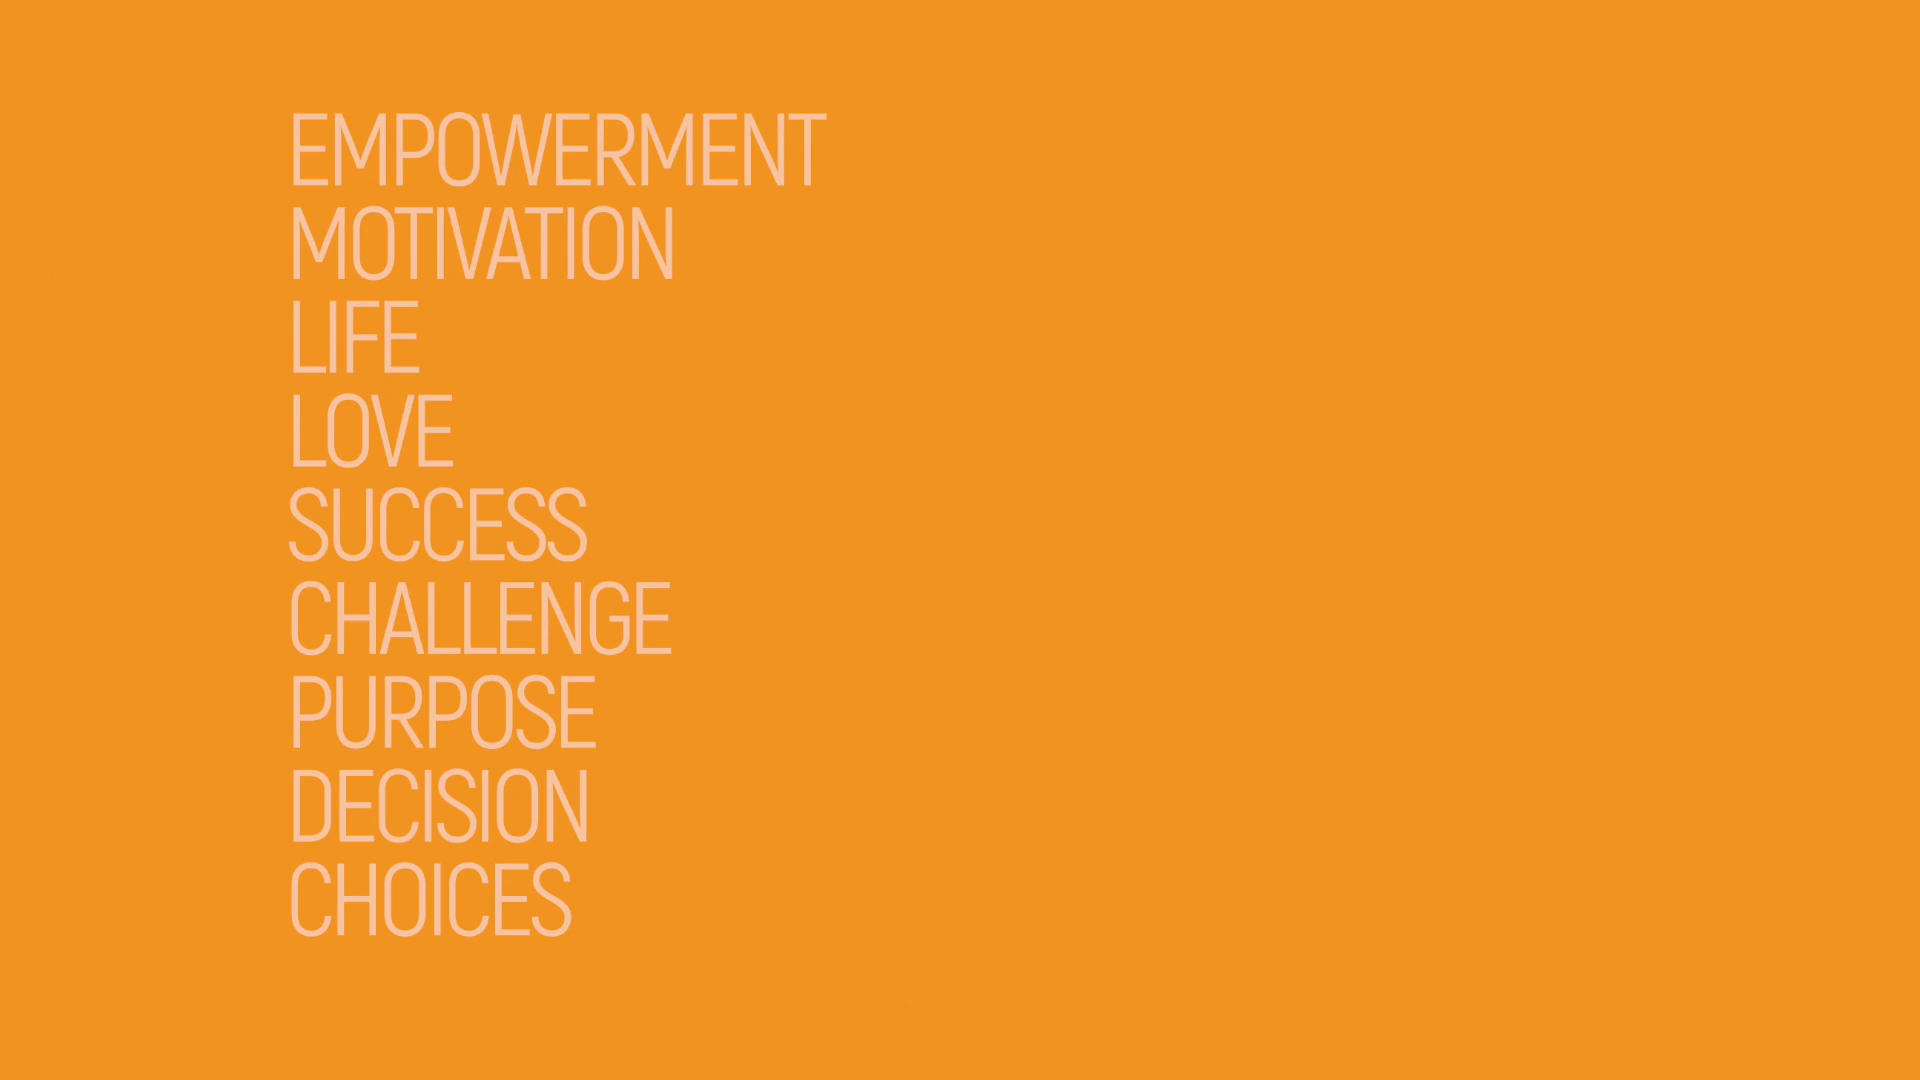 EMPOWERMENT
MOTIVATION
LIFE
LOVE
SUCCESS
CHALLENGE
PURPOSE
DECISION
CHOICES